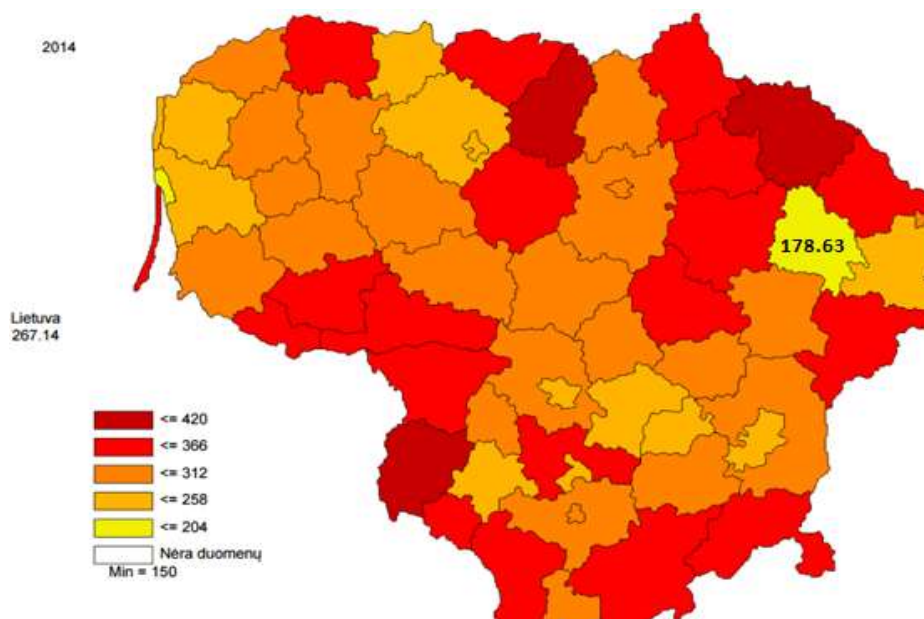 2014
178.63
Lietuva
267.14
<= 420
<= 366
<= 312
<= 258
<= 204
Nėra duomenų
Min = 150